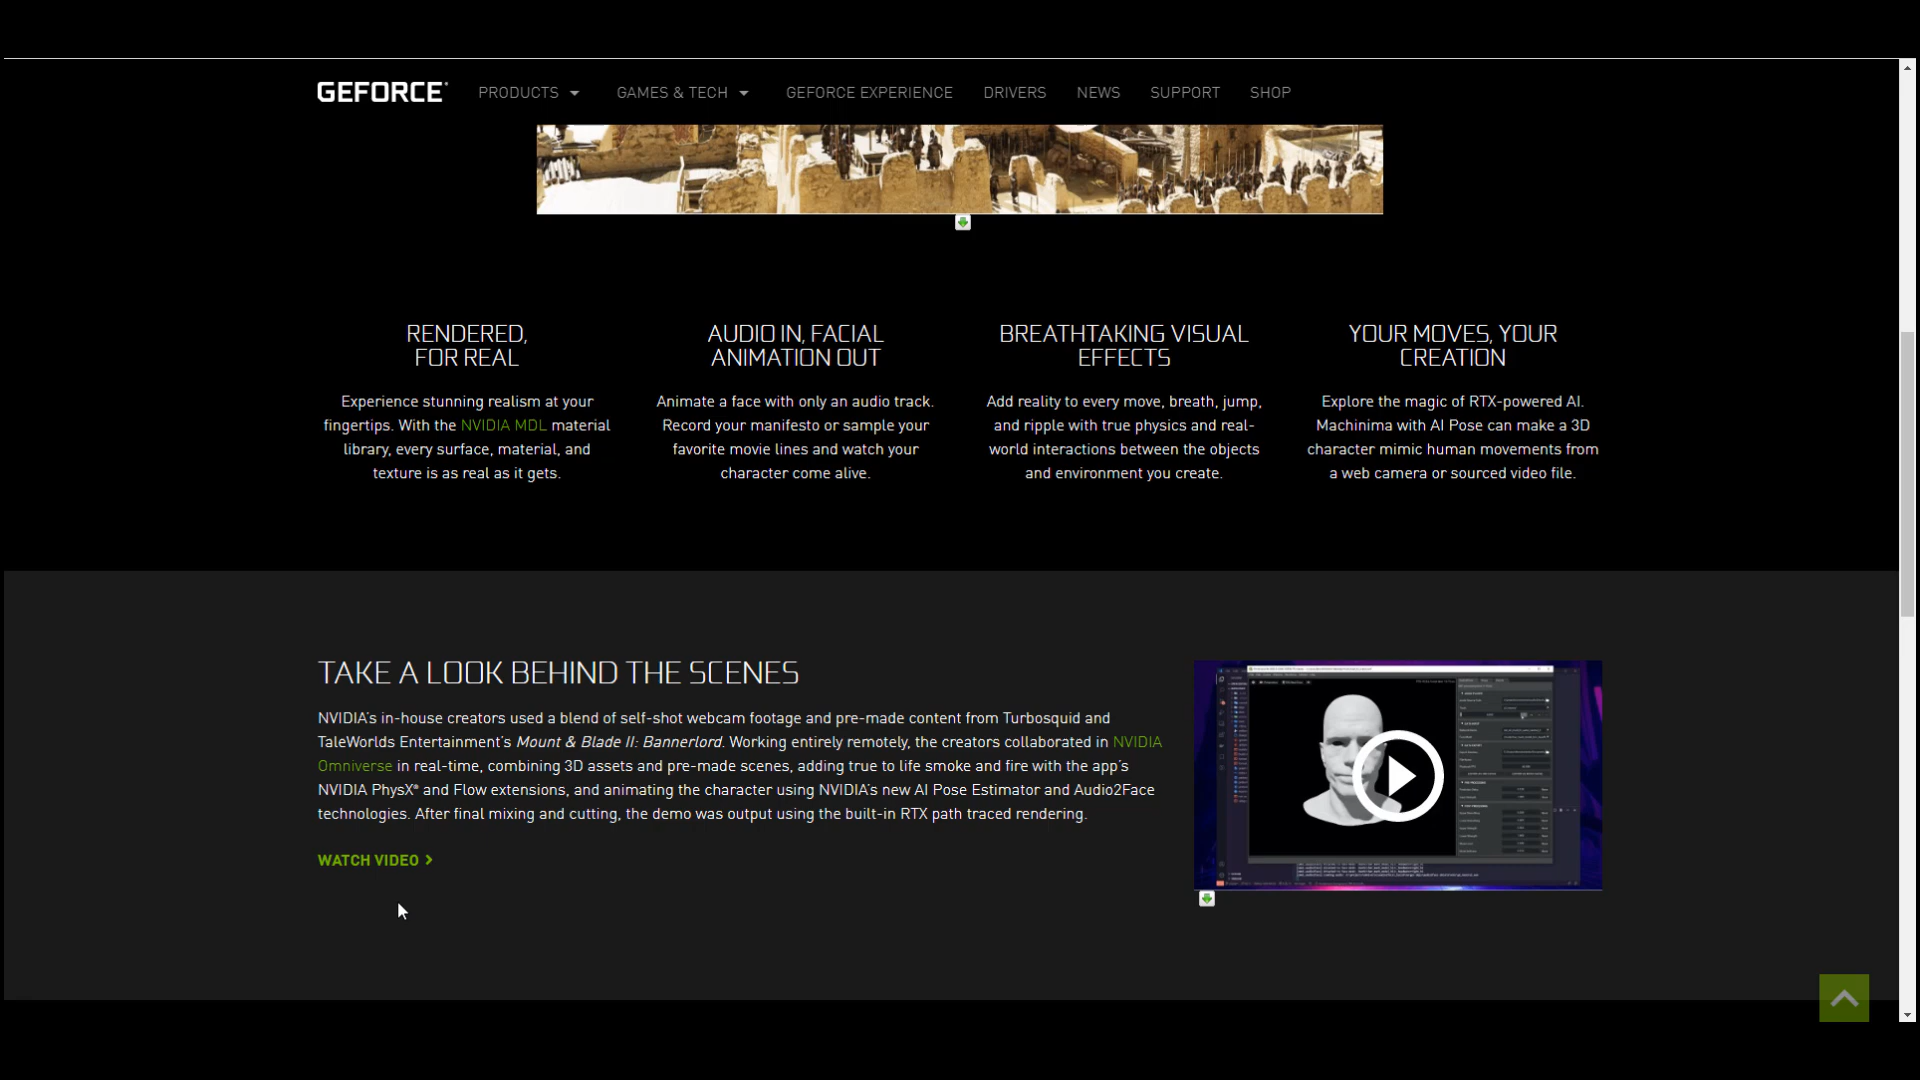 GEFORCE PRODUCTS GAMES & TECH GEFORCE EXPERIENCE DRIVERS NEWS SUPPORT SHOP
RENDERED,
FOR REAL
Experience stunning realism at your
fingertips. With the NVIDIA MDL material
library, every surface, material, and
texture is as real as it gets.
AUDIO IN, FACIAL
ANIMATION OUT
Animate a face with only an audio track.
Record your manifesto or sample your
favorite movie lines and watch your
character come alive.
BREATHTAKING VISUAL
EFFECTS
Add reality to every move, breath, jump,
and ripple with true physics and real-
world interactions between the objects
and environment you create.
YOUR MOVES, YOUR
CREATION
Explore the magic of RTX-powered AI.
Machinima with AI Pose can make a 3D
character mimic human movements from
a web camera or sourced video file.
TAKE A LOOK BEHIND THE SCENES
NVIDIA's in-house creators used a blend of self-shot webcam footage and pre-made content from Turbosquid and
TaleWorlds Entertainment's Mount & Blade II: Bannerlord. Working entirely remotely, the creators collaborated in NVIDIA
Omniverse in real-time, combining 3D assets and pre-made scenes, adding true to life smoke and fire with the app's
NVIDIA PhysX® and Flow extensions, and animating the character using NVIDIA's new AI Pose Estimator and Audio2Face
technologies. After final mixing and cutting, the demo was output using the built-in RTX path traced rendering.
WATCH VIDEO